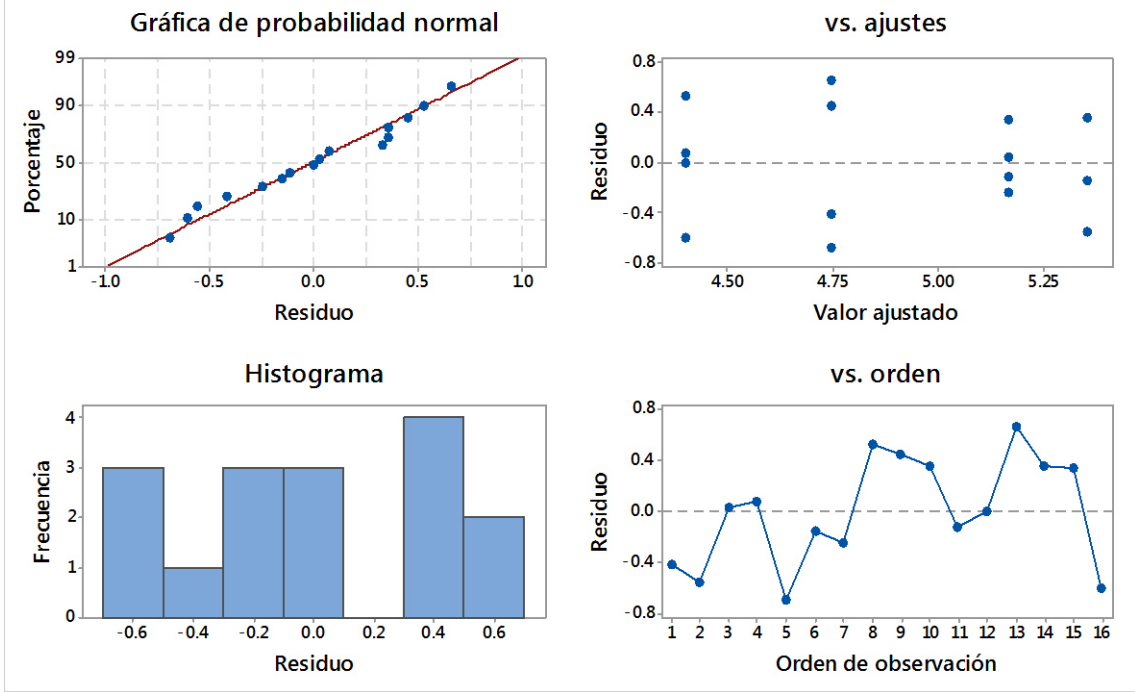 Gráfica de probabilidad normal
99
90
50
10
1
Porcentaje
-1.0 -0.5 0.0 0.5 1.0
Residuo
vs. ajustes
0.8
0.4
0.0
-0.4
-0.8
Residuo
4.50 4.75 5.00 5.25
Valor ajustado
Histograma
4
3
2
1
0
Frecuencia
-0.6 -0.4 -0.2 0.0 0.2 0.4 0.6
Residuo
vs. orden
0.8
0.4
0.0
-0.4
-0.8
Residuo
1 2 3 4 5 6 7 8 9 10 11 12 13 14 15 16
Orden de observación